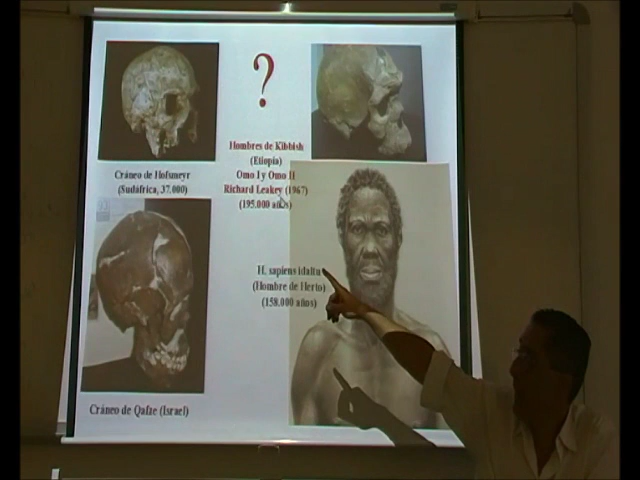 ?
Hombres de Kibbish
(Etiopía)
Omo I y Omo II
Richard Leakey (1967)
(195.000 años)
Cráneo de Hofsmeyr
(Sudáfrica, 37.000)
H. sapiens idaltu
(Hombre de Herto)
(158.000 años)
Cráneo de Qafze (Israel)